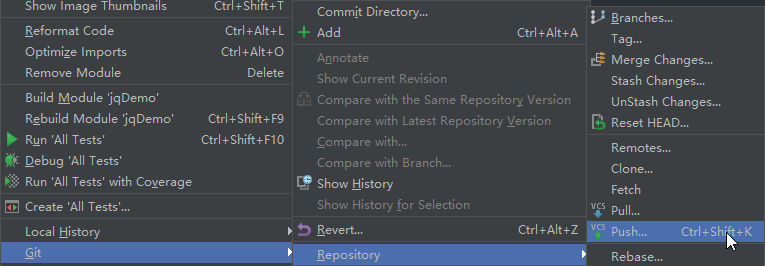 Show Image Thumbnails Ctrl+Shift+T
Reformat Code Ctrl+Alt+L
Optimize Imports Ctrl+Alt+O
Remove Module Delete
Build Module 'jqDemo'
Rebuild Module 'jqDemo' Ctrl+Shift+F9
Run 'All Tests' Ctrl+Shift+F10
Debug 'All Tests'
Run 'All Tests' with Coverage
Create 'All Tests'...
Local History
Git
Commit Directory...
Add Ctrl+Alt+A
Annotate
Show Current Revision
Compare with the Same Repository Version
Compare with Latest Repository Version
Compare with...
Compare with Branch...
Show History
Show History for Selection
Revert... Ctrl+Alt+Z
Repository
Branches...
Tag...
Merge Changes...
Stash Changes...
UnStash Changes...
Reset HEAD...
Remotes...
Clone...
Fetch
VCS Pull...
VCS Push... Ctrl+Shift+K
Rebase...